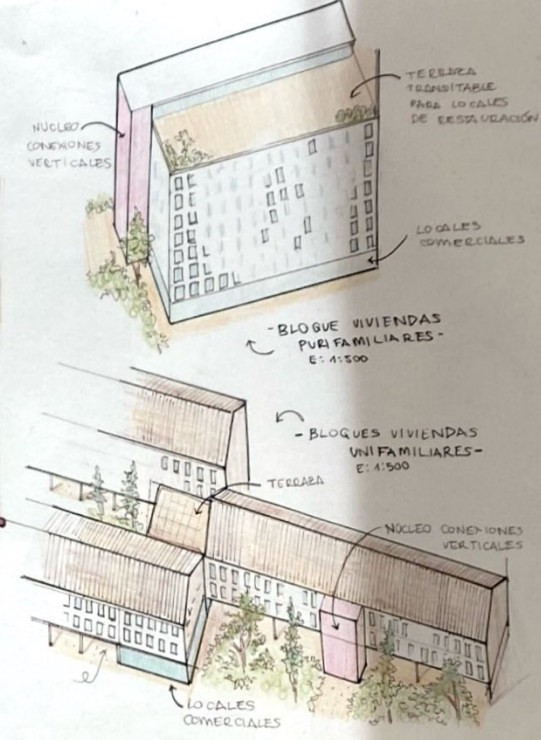 TERRAZA
TRANSITABLE
PARA LOCALES
DE RESTAURACIÓN
NUCLEO
CONEXIONES
VERTICALES
LOCALES
COMERCIALES
-BLOQUE VIVIENDAS
PURIFAMILIARES-
E: 1:500
-BLOQUES VIVIENDAS
UNIFAMILIARES-
E: 1:500
TERRAZA
NÚCLEO CONEXIONES
VERTICALES
LOCALES
COMERCIALES